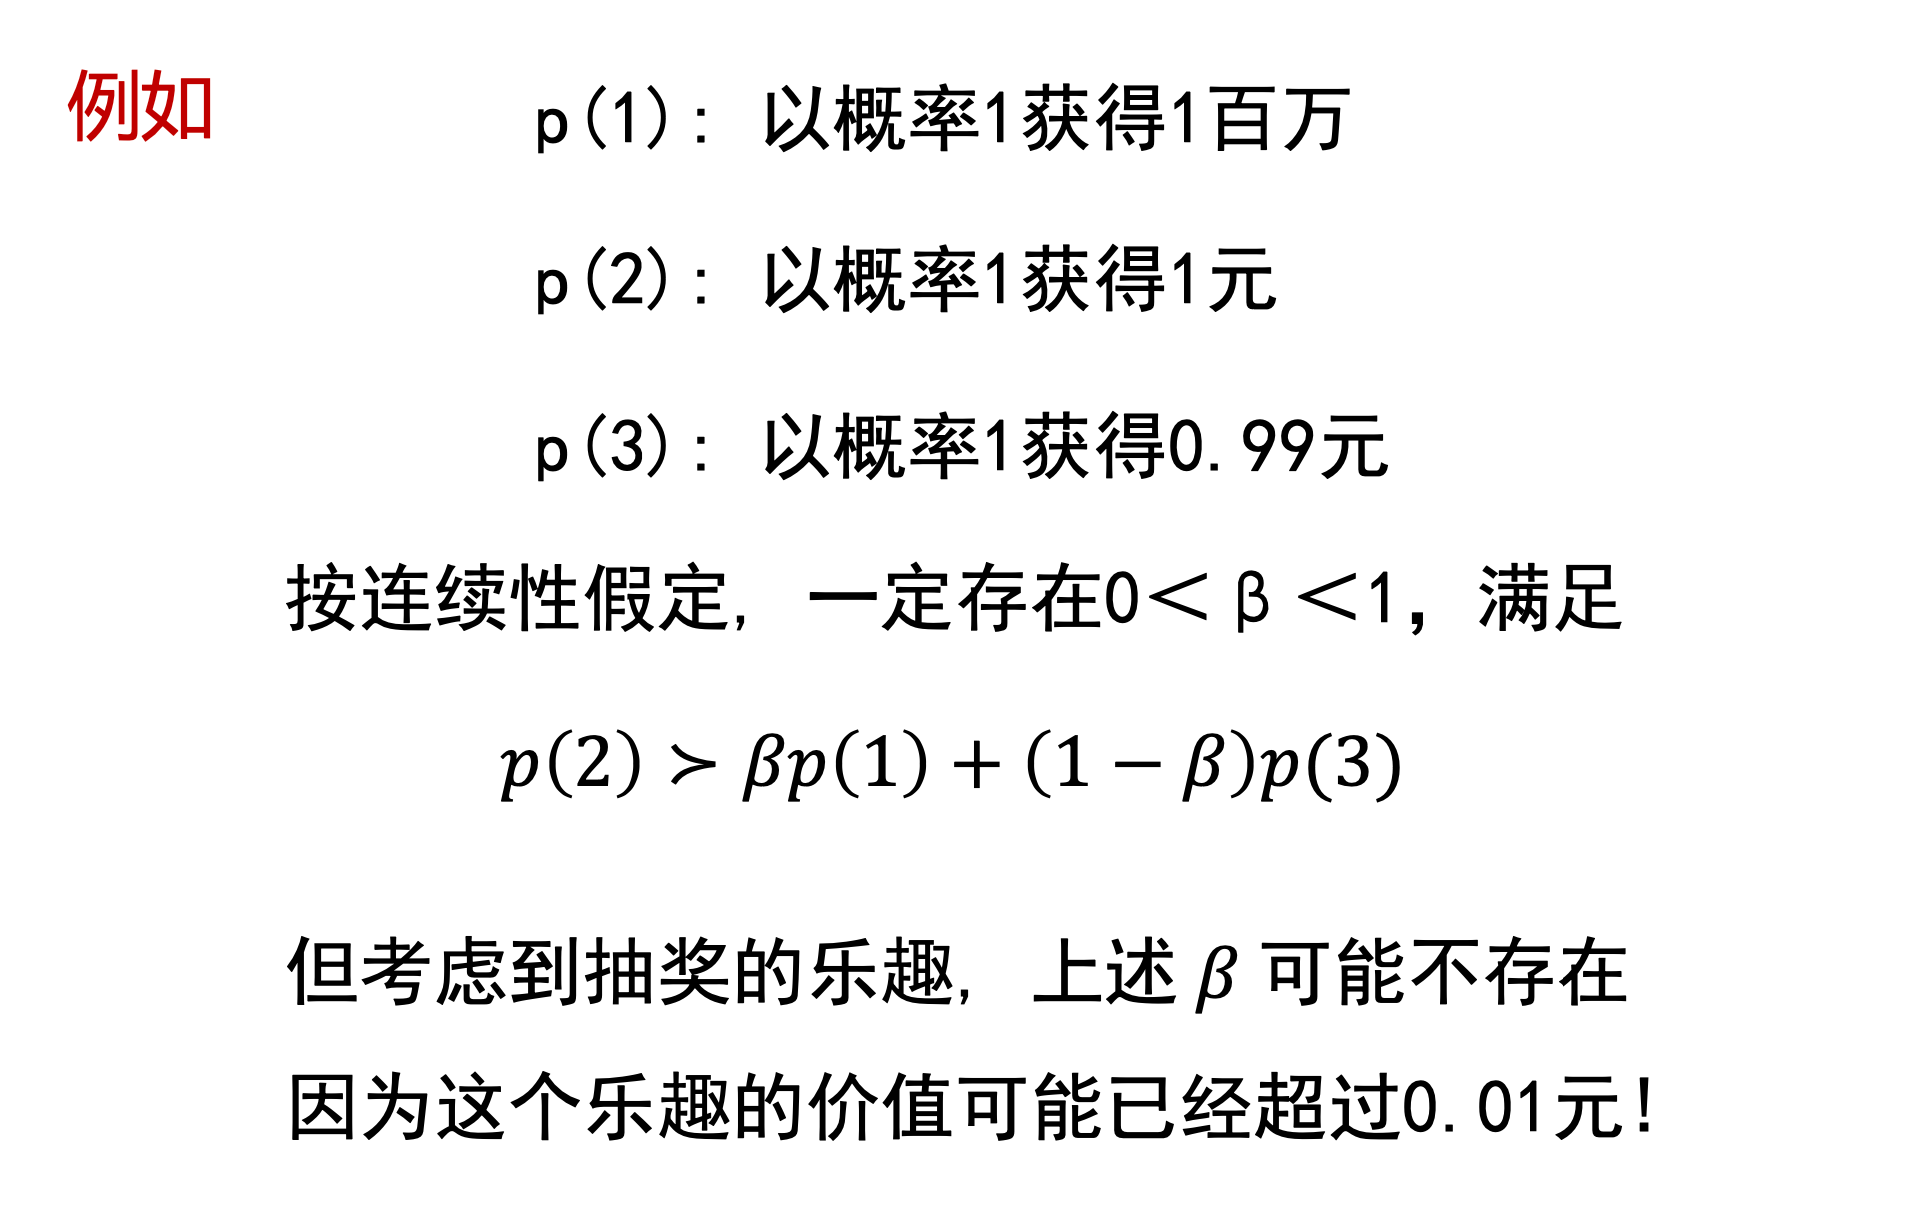 例如
p(1): 以概率1获得1百万
p(2): 以概率1获得1元
p(3): 以概率1获得0.99元
按连续性假定, 一定存在0＜β＜1，满足
𝑝(2) ≻ 𝛽𝑝(1) + (1 − 𝛽)𝑝(3)
但考虑到抽奖的乐趣, 上述 𝛽 可能不存在
因为这个乐趣的价值可能已经超过0.01元!